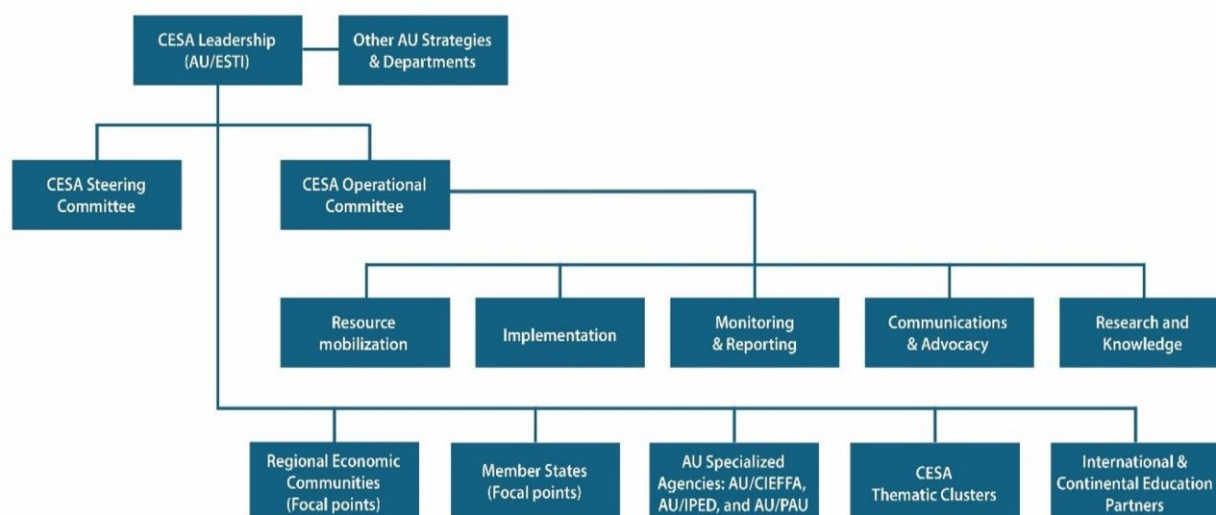 CESA Leadership
(AU/ESTI)
Other AU Strategies
& Departments
CESA Steering
Committee
CESA Operational
Committee
Resource
mobilization
Implementation
Monitoring
& Reporting
Communications
& Advocacy
Research and
Knowledge
Regional Economic
Communities
(Focal points)
Member States
(Focal points)
AU Specialized
Agencies: AU/CIEFFA,
AU/IPED, and AU/PAU
CESA
Thematic Clusters
International &
Continental Education
Partners